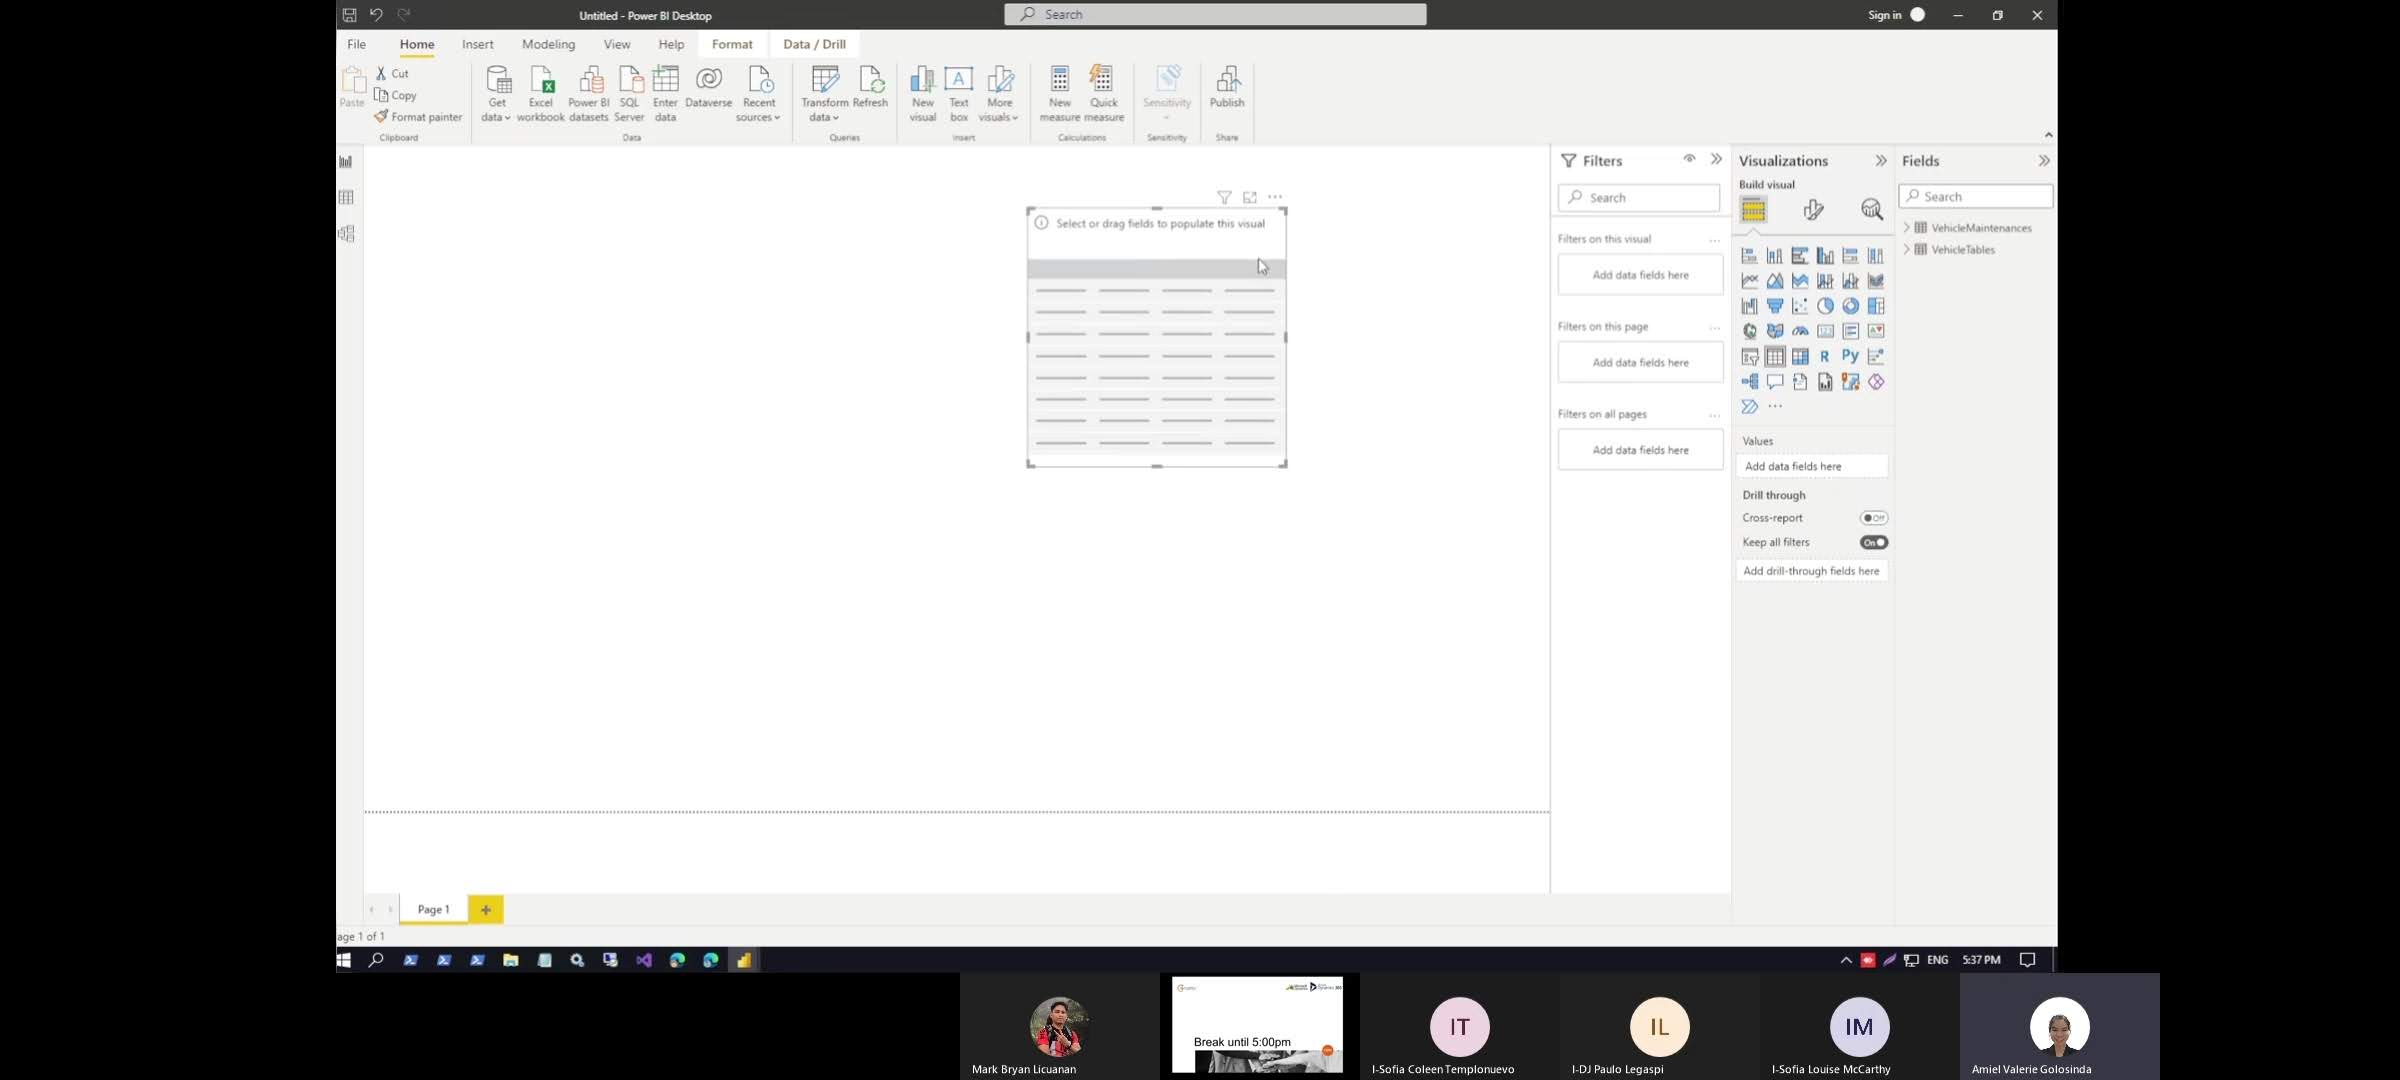 Untitled - Power BI Desktop
Search
Sign in
File Home Insert Modeling View Help Format Data / Drill
Paste
Cut
Copy
Format painter
Clipboard
Get data
Excel workbook
Power BI datasets
SQL Server
Enter data
Dataverse
Recent sources
Data
Transform data
Refresh
Queries
New visual
Text box
More visuals
Insert
New measure
Quick measure
Calculations
Sensitivity
Sensitivity
Publish
Share
Select or drag fields to populate this visual
Filters
Search
Filters on this visual
Add data fields here
Filters on this page
Add data fields here
Filters on all pages
Add data fields here
Visualizations
Build visual
R
Py
123
Values
Add data fields here
Drill through
Cross-report
Off
Keep all filters
On
Add drill-through fields here
Fields
Search
VehicleMaintenances
VehicleTables
Page 1
age 1 of 1
ENG
5:37 PM
Mark Bryan Licuanan
Break until 5:00pm
IT
I-Sofia Coleen Templonuevo
IL
I-DJ Paulo Legaspi
IM
I-Sofia Louise McCarthy
Amiel Valerie Golosinda